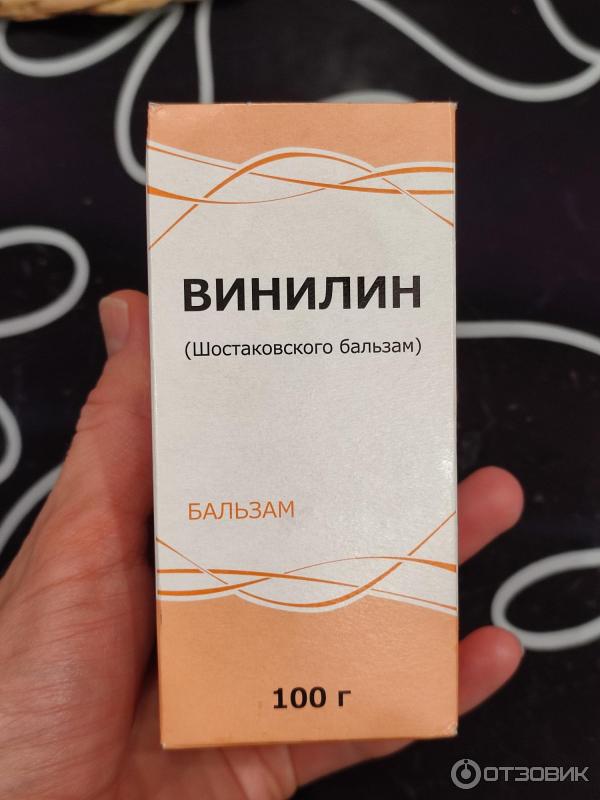 ВИНИЛИН
(Шостаковского бальзам)
БАЛЬЗАМ
100 г
ОТЗОВИК